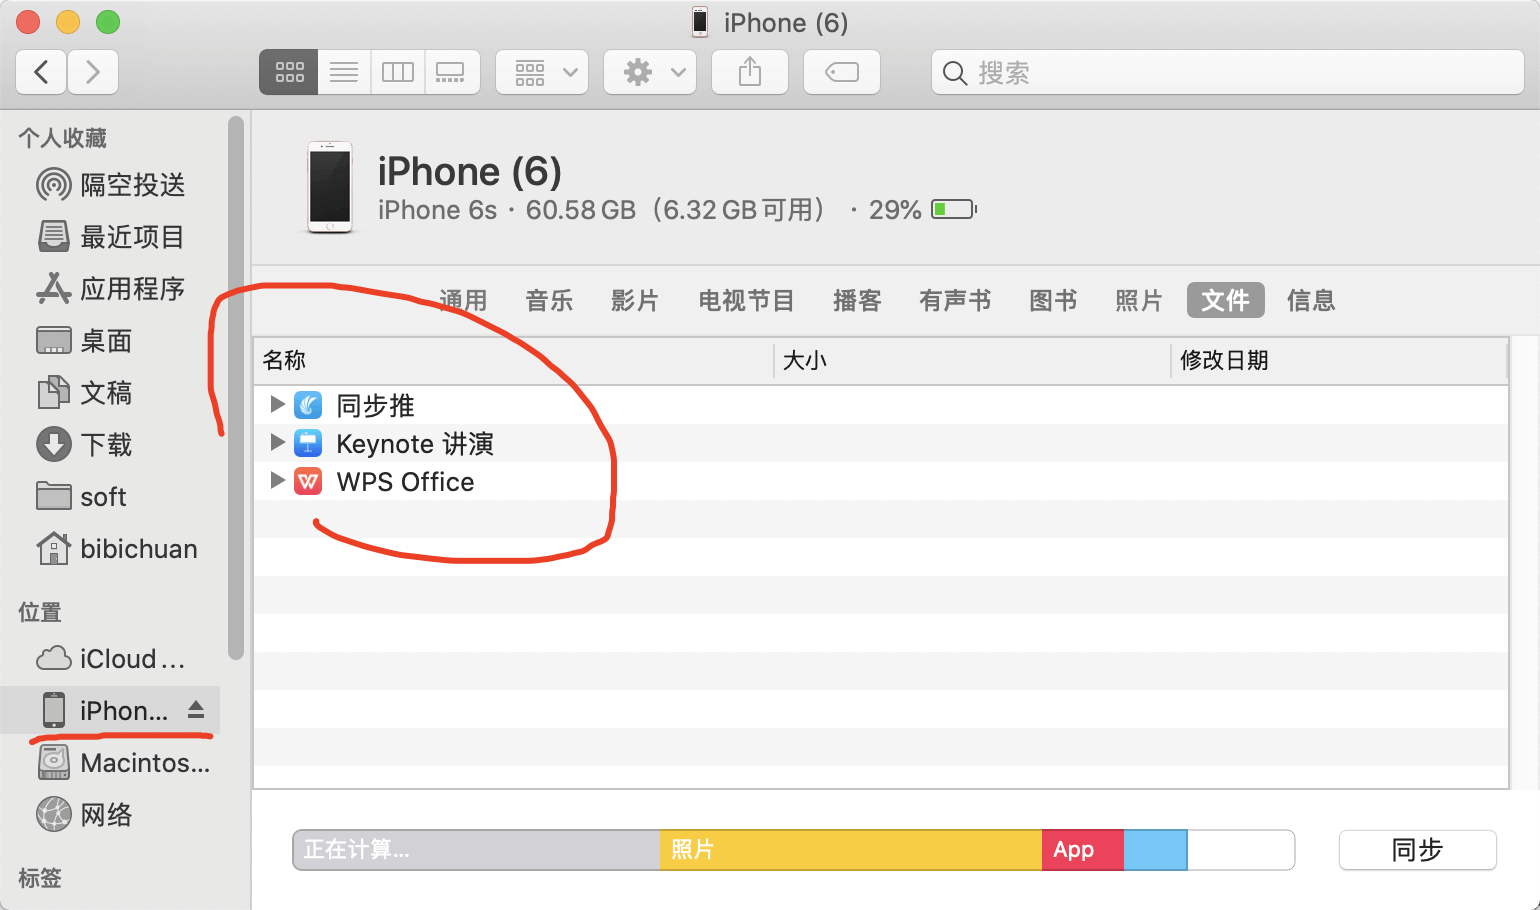 iPhone (6)
搜索
个人收藏
隔空投送
最近项目
应用程序
桌面
文稿
下载
soft
bibichuan
位置
iCloud...
iPhon...
Macintos...
网络
标签
iPhone (6)
iPhone 6s · 60.58 GB（6.32 GB 可用） · 29%
通用 音乐 影片 电视节目 播客 有声书 图书 照片 文件 信息
名称 大小 修改日期
同步推
Keynote 讲演
WPS Office
正在计算... 照片 App 同步